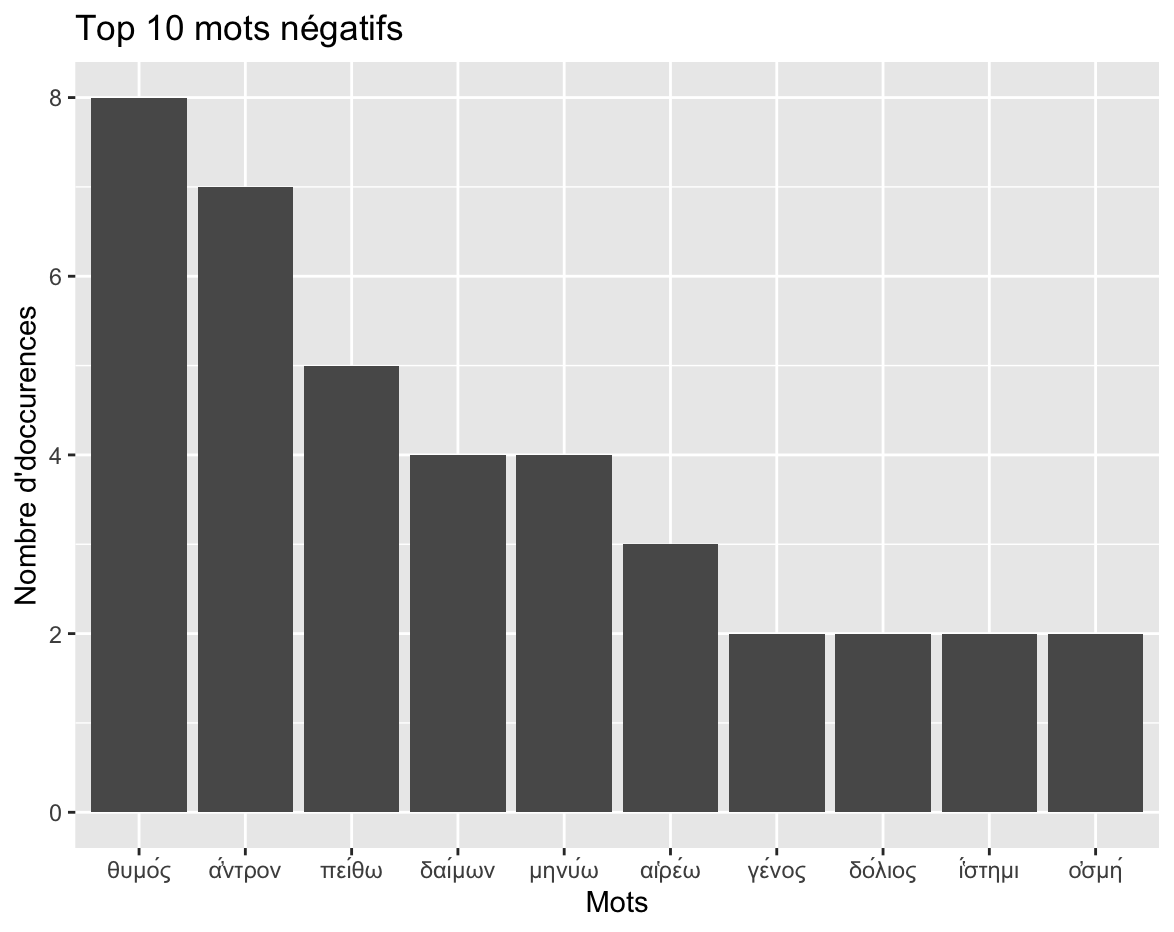 Top 10 mots négatifs
Nombre d'doccurences
8
6
4
2
0
θυμός ἄντρον πείθω δαίμων μηνύω αἱρέω γένος δόλιος ἵστημι ὀσμή
Mots